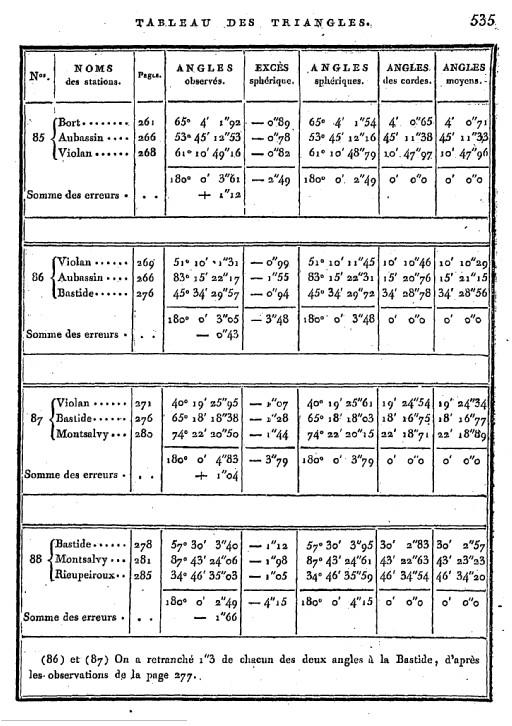 TABLEAU DES TRIANGLES. 535
Nos. NOMS des stations. Pages. ANGLES observés. EXCÈS sphérique. ANGLES sphériques. ANGLES des cordes. ANGLES moyens.
85 Bort 261 65° 4' 1"92 — 0"89 65° 4' 1"54 4' 0"65 4' 0"71
Aubassin 266 53° 45' 12"53 — 0"78 53° 45' 12"16 45' 11"38 45' 11"33
Violan 268 61° 10' 49"16 — 0"82 61° 10' 48"79 10' 47"97 10' 47"96
180° 0' 3"61 — 2"49 180° 0' 2"49 0' 0"0 0' 0"0
Somme des erreurs . . . + 1"12
86 Violan 269 51° 10' 1"31 — 0"99 51° 10' 11"45 10' 10"46 10' 10"29
Aubassin 266 83° 15' 22"17 — 1"55 83° 15' 22"31 15' 20"76 15' 21"15
Bastide 276 45° 34' 29"57 — 0"94 45° 34' 29"72 34' 28"78 34' 28"56
180° 0' 3"05 — 3"48 180° 0' 3"48 0' 0"0 0' 0"0
Somme des erreurs . . . — 0"43
87 Violan 271 40° 19' 25"95 — 1"07 40° 19' 25"61 19' 24"54 19' 24"34
Bastide 276 65° 18' 18"38 — 1"28 65° 18' 18"03 18' 16"75 18' 16"77
Montsalvy 280 74° 22' 20"50 — 1"44 74° 22' 20"15 22' 18"71 22' 18"89
180° 0' 4"83 — 3"79 180° 0' 3"79 0' 0"0 0' 0"0
Somme des erreurs . . . + 1"04
88 Bastide 278 57° 30' 3"40 — 1"12 57° 30' 3"95 30' 2"83 30' 2"57
Montsalvy 281 87° 43' 24"06 — 1"98 87° 43' 24"61 43' 22"63 43' 23"23
Rieupeiroux 285 34° 46' 35"03 — 1"05 34° 46' 35"59 46' 34"54 46' 34"20
180° 0' 2"49 — 4"15 180° 0' 4"15 0' 0"0 0' 0"0
Somme des erreurs . . . — 1"66
(86) et (87) On a retranché 1"3 de chacun des deux angles à la Bastide, d'après
les observations de la page 277.